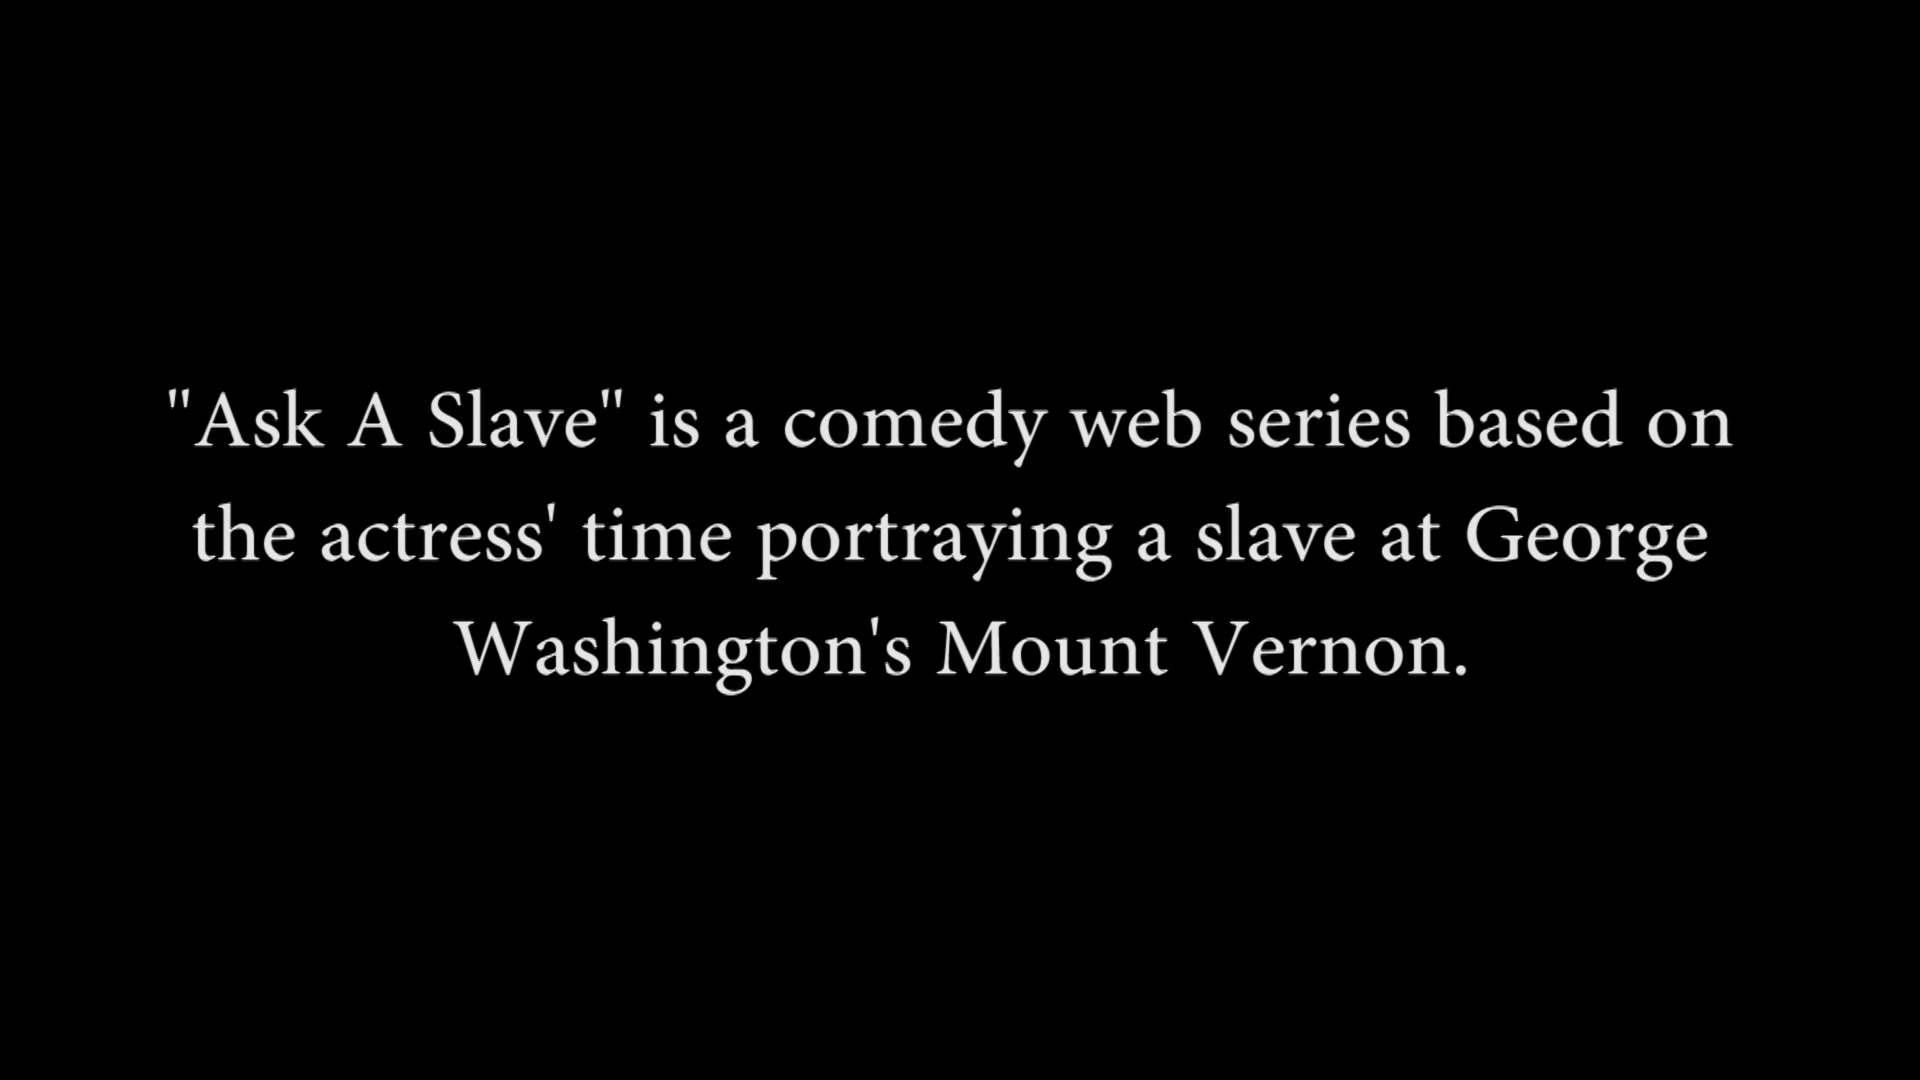 "Ask A Slave" is a comedy web series based on
the actress' time portraying a slave at George
Washington's Mount Vernon.